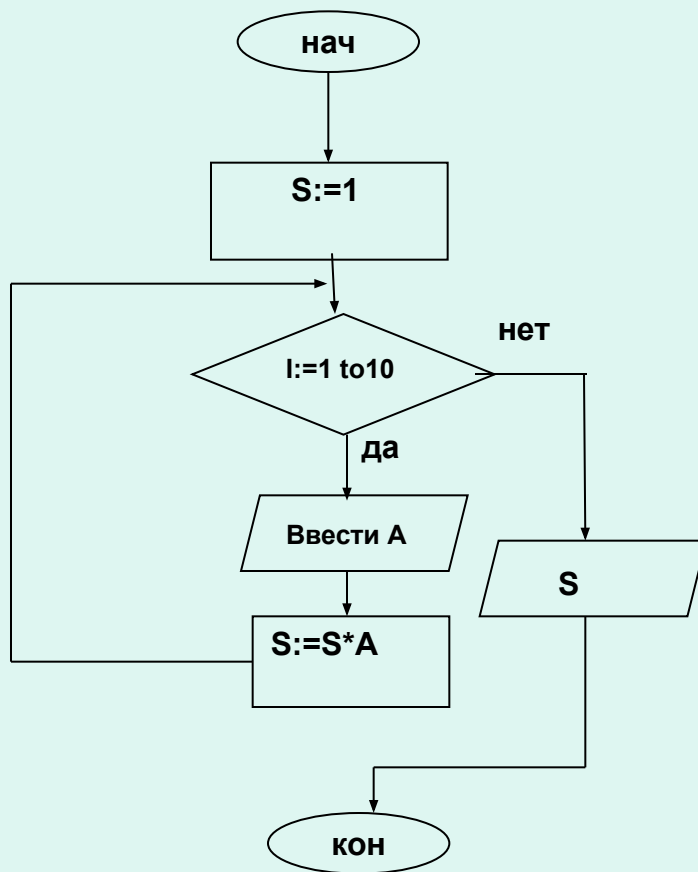 нач
S:=1
нет
I:=1 to10
да
Ввести А
S
S:=S*A
кон